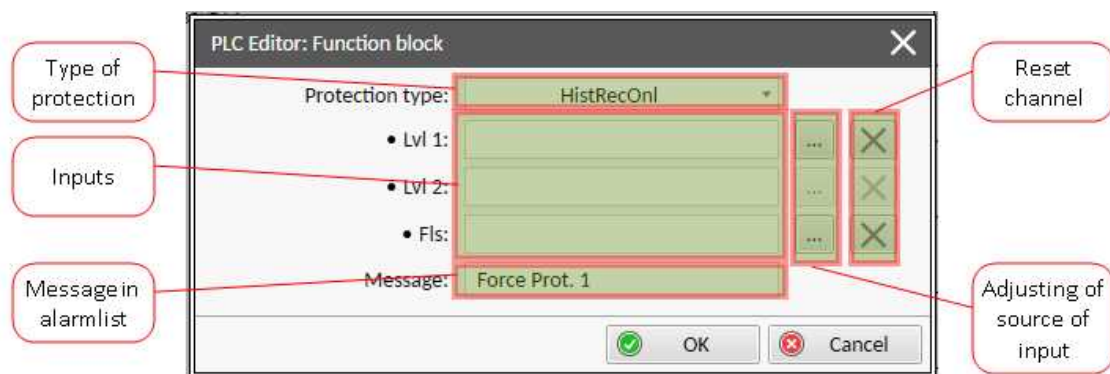 PLC Editor: Function block
Type of
protection
Protection type: HistRecOnl
Reset
channel
• Lvl 1: ...
Inputs
• Lvl 2: ...
• Fls: ...
Message in
alarmlist
Message: Force Prot. 1
Adjusting of
source of
input
OK Cancel